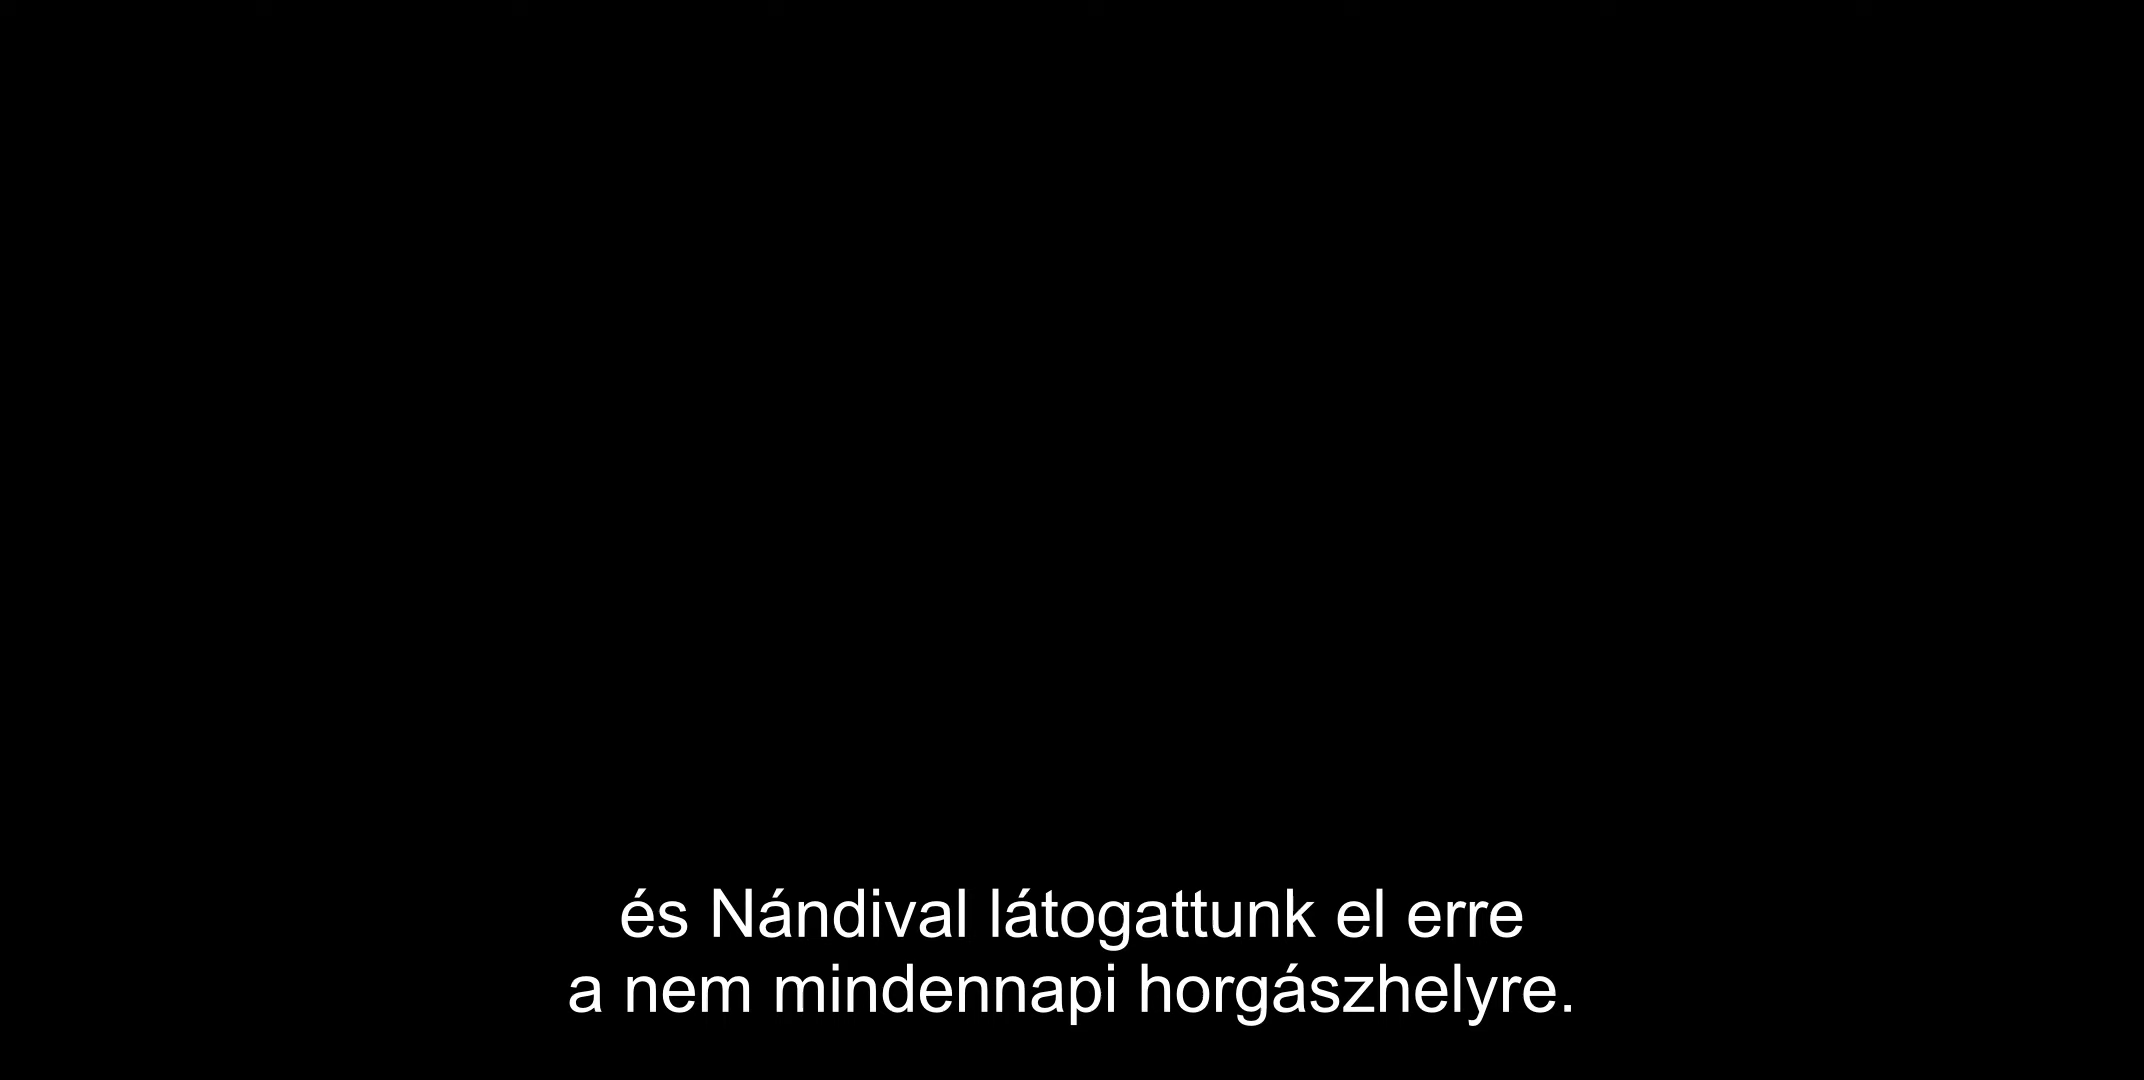 és Nándival látogattunk el erre
a nem mindennapi horgászhelyre.